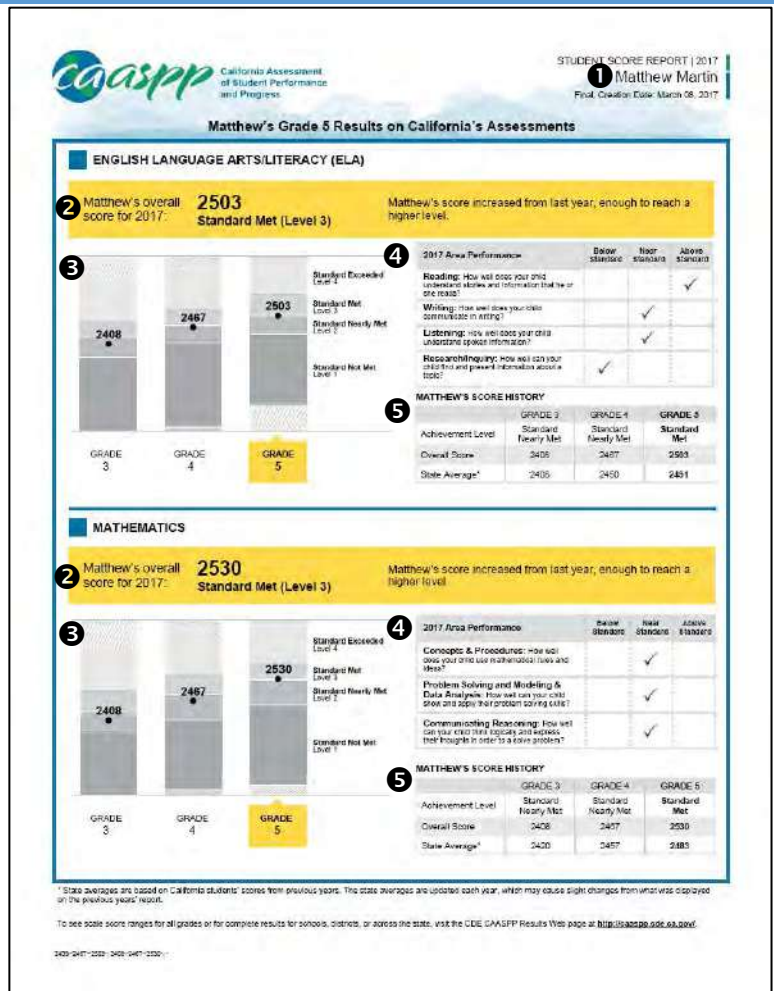 caaspp California Assessment
of Student Performance
and Progress
STUDENT SCORE REPORT | 2017
❶ Matthew Martin
Final, Creation Date: March 08, 2017
Matthew's Grade 5 Results on California's Assessments
ENGLISH LANGUAGE ARTS/LITERACY (ELA)
❷ Matthew's overall
score for 2017:
2503
Standard Met (Level 3)
Matthew's score increased from last year, enough to reach a
higher level.
❸
2408
2467
2503
Standard Exceeded
Level 4
Standard Met
Level 3
Standard Nearly Met
Level 2
Standard Not Met
Level 1
GRADE
3
GRADE
4
GRADE
5
❹ 2017 Area Performance
Below
Standard
Near
Standard
Above
Standard
Reading: How well does your child
understand stories and information that he or
she reads?
✓
Writing: How well does your child
communicate in writing?
✓
Listening: How well does your child
understand spoken information?
✓
Research/Inquiry: How well can your
child find and present information about a
topic?
✓
❺ MATTHEW'S SCORE HISTORY
GRADE 3 GRADE 4 GRADE 5
Achievement Level Standard Nearly Met Standard Nearly Met Standard Met
Overall Score 2408 2467 2503
State Average* 2450
MATHEMATICS
❷ Matthew's overall
score for 2017:
2530
Standard Met (Level 3)
Matthew's score increased from last year, enough to reach a
higher level
❸
2408
2467
2530
Standard Exceeded
Level 4
Standard Met
Level 3
Standard Nearly Met
Level 2
Standard Not Met
Level 1
GRADE
3
GRADE
4
GRADE
5
❹ 2017 Area Performance
Below
Standard
Near
Standard
Above
Standard
Concepts & Procedures: How well
does your child use mathematical rules and
ideas?
✓
Problem Solving and Modeling &
Data Analysis: How well can your child
show and apply their problem solving skills?
✓
Communicating Reasoning: How well
can your child think logically and express
their thoughts in order to a solve problem?
✓
❺ MATTHEW'S SCORE HISTORY
GRADE 3 GRADE 4 GRADE 5
Achievement Level Standard Nearly Met Standard Nearly Met Standard Met
Overall Score 2408 2467 2530
State Average* 2420 2457 2483
* State averages are based on California students' scores from previous years. The state averages are updated each year, which may cause slight changes from what was displayed
on the previous years' report.
To see scale score ranges for all grades or for complete results for schools, districts, or across the state, visit the CDE CAASPP Results Web page at http://caaspp.cde.ca.gov/.